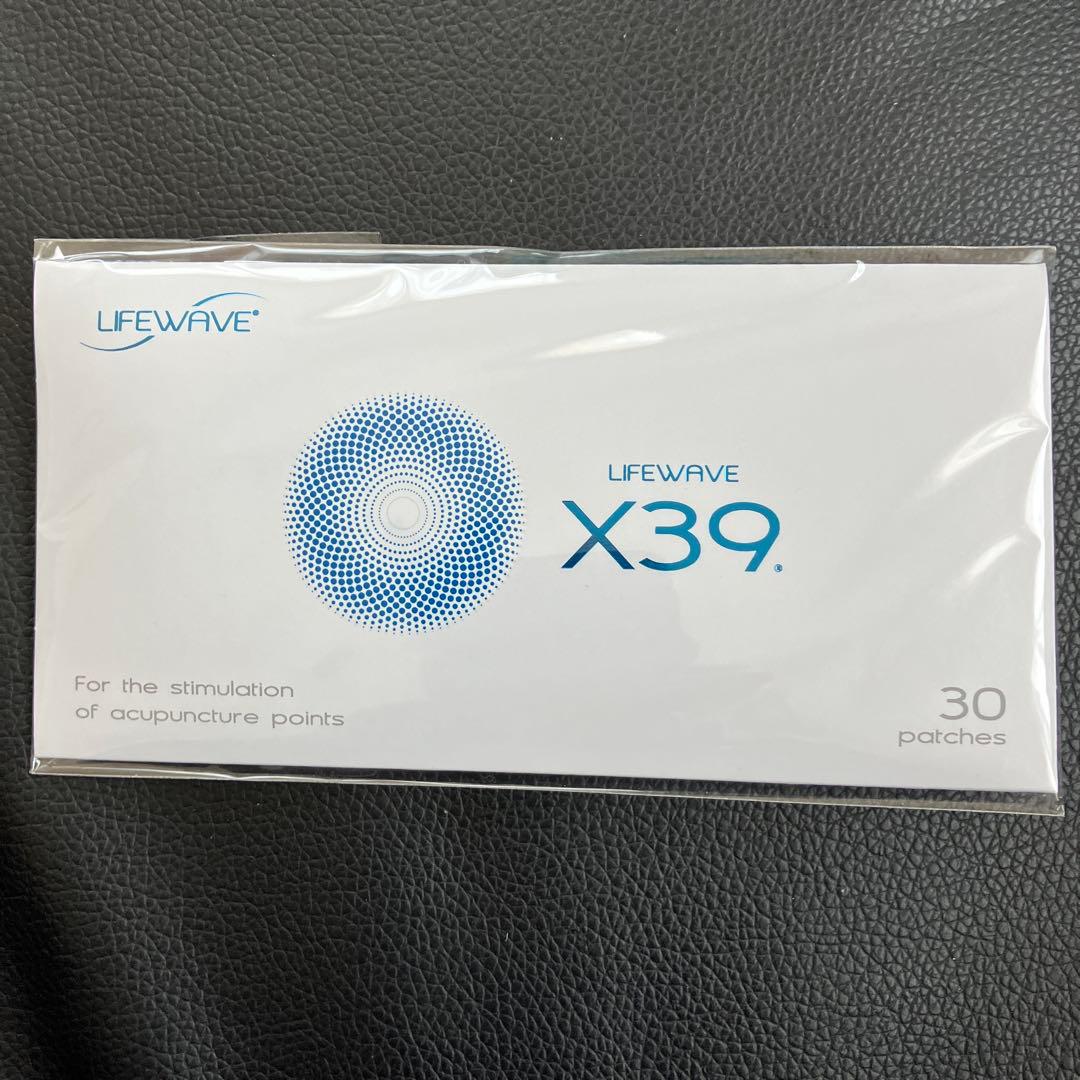 LIFEWAVE®
LIFEWAVE
X39®
For the stimulation
of acupuncture points
30
patches